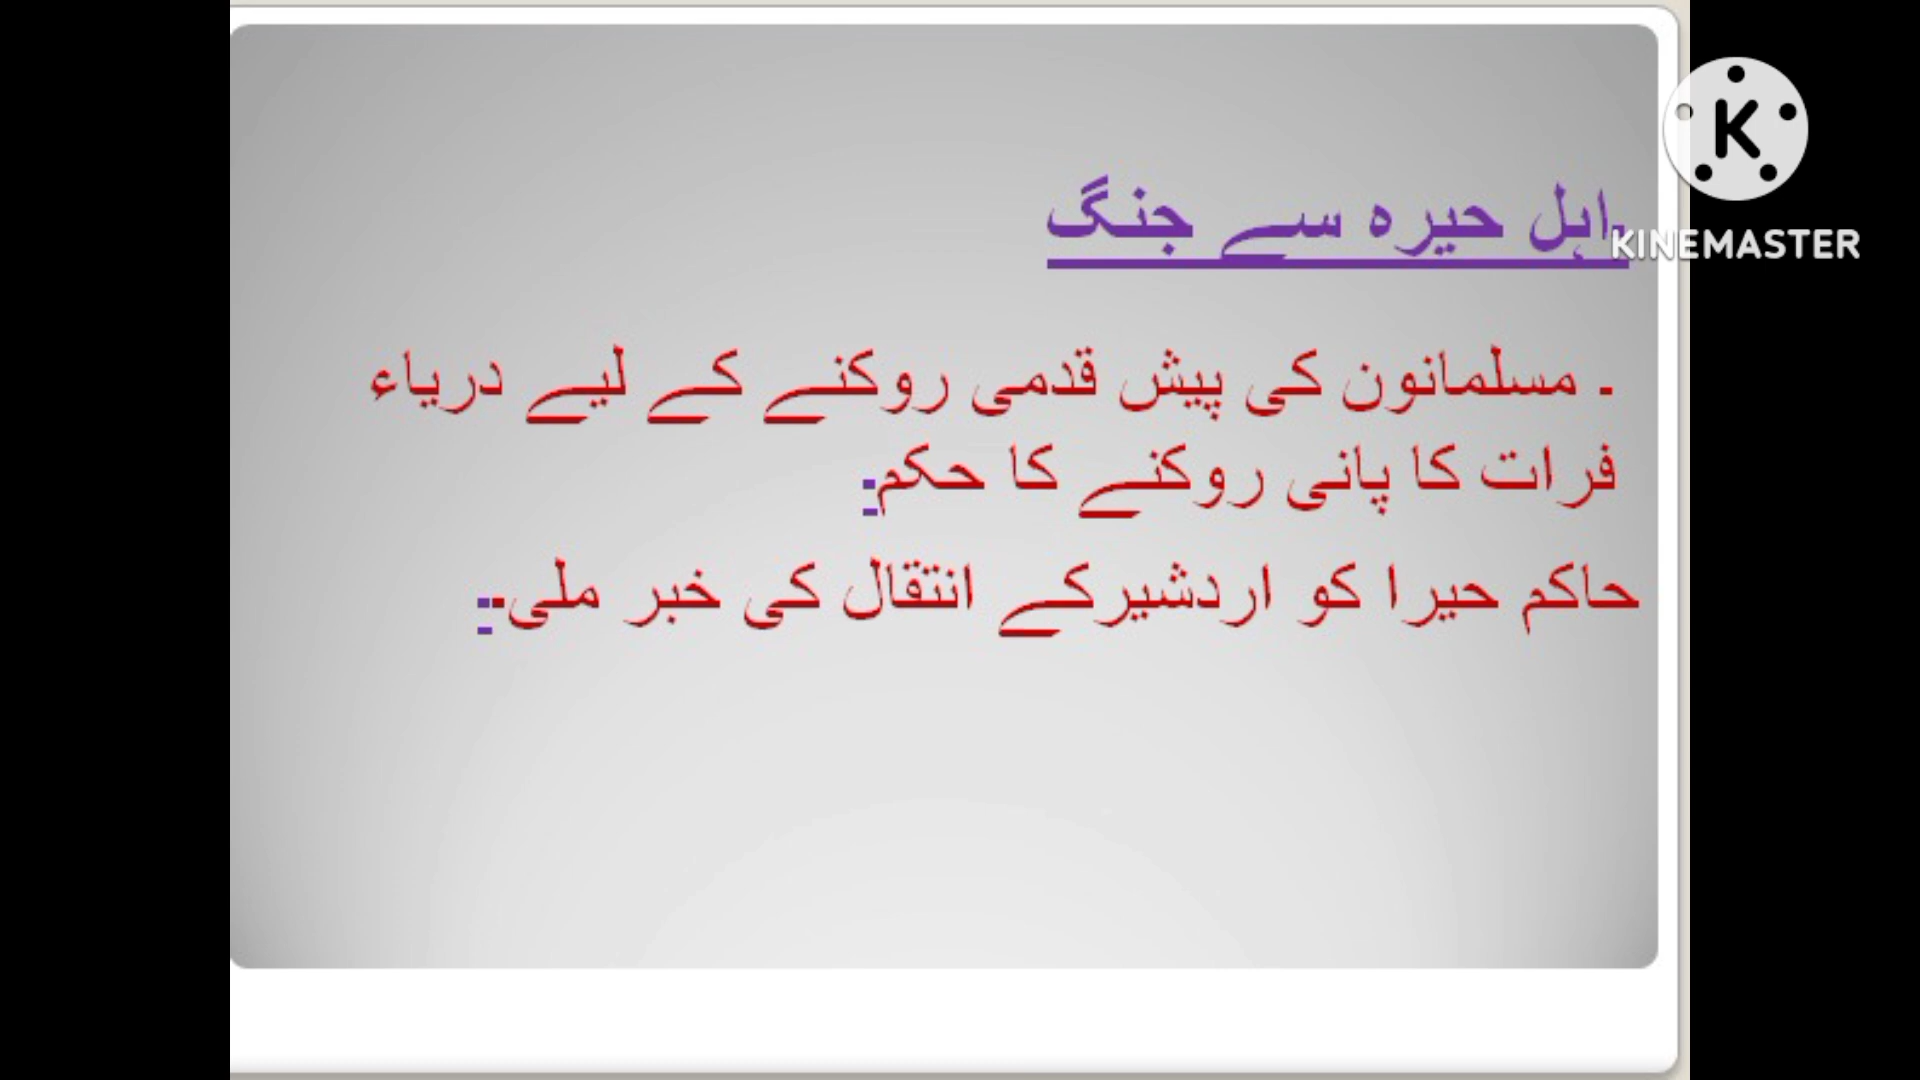 .اہل حیرہ سے جنگ
۔ مسلمانون کی پیش قدمی روکنے کے لیے دریاء
فرات کا پانی روکنے کا حکم:
حاکم حیرا کو اردشیرکے انتقال کی خبر ملی-:
K
KINEMASTER